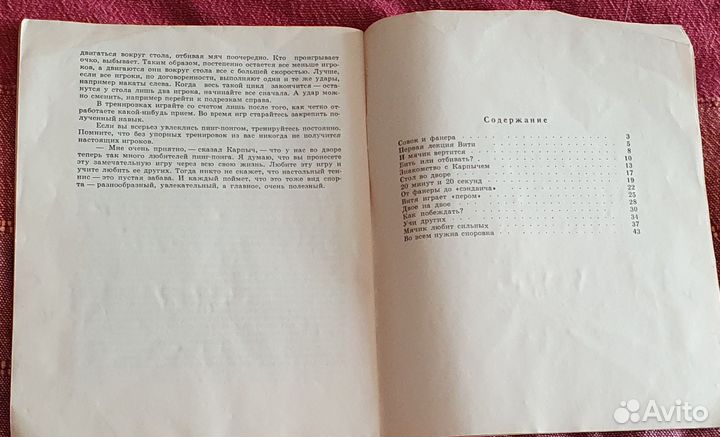 двигаться вокруг стола, отбивая мяч поочередно. Кто проигрывает
очко, выбывает. Таким образом, постепенно остается все меньше игро-
ков, а двигаются они вокруг стола все с большей скоростью. Лучше,
если все игроки, по договоренности, выполняют одни и те же удары,
например накаты слева. Когда весь такой цикл закончится — оста-
нутся у стола лишь два игрока, начинайте все сначала. А удар мож-
но сменить, например перейти к подрезкам справа.
В тренировках играйте со счетом лишь после того, как четко от-
работаете какой-нибудь прием. Во время игр старайтесь закрепить по-
лученный навык.
Если вы всерьез увлеклись пинг-понгом, тренируйтесь постоянно.
Помните, что без упорных тренировок из вас никогда не получится
настоящих игроков.
— Мне очень приятно,— сказал Карпыч,— что у нас во дворе
теперь так много любителей пинг-понга. Я думаю, что вы пронесете
эту замечательную игру через всю свою жизнь. Любите эту игру и
учите любить ее других. Тогда никто не скажет, что настольный тен-
нис — это пустая забава. И каждый поймет, что это тоже вид спор-
та — разнообразный, увлекательный, а главное, очень полезный.
Содержание
Совок и фанера 3
Первая лекция Вити 5
И мячик вертится 8
Бить или отбивать? 10
Знакомство с Карпычем 13
Стол во дворе 17
20 минут и 20 секунд 19
От фанеры до «сэндвича» 22
Витя играет «пером» 25
Двое на двое 28
Как побеждать? 30
Учи других 34
Мячик любит сильных 37
Во всем нужна сноровка 43
Avito